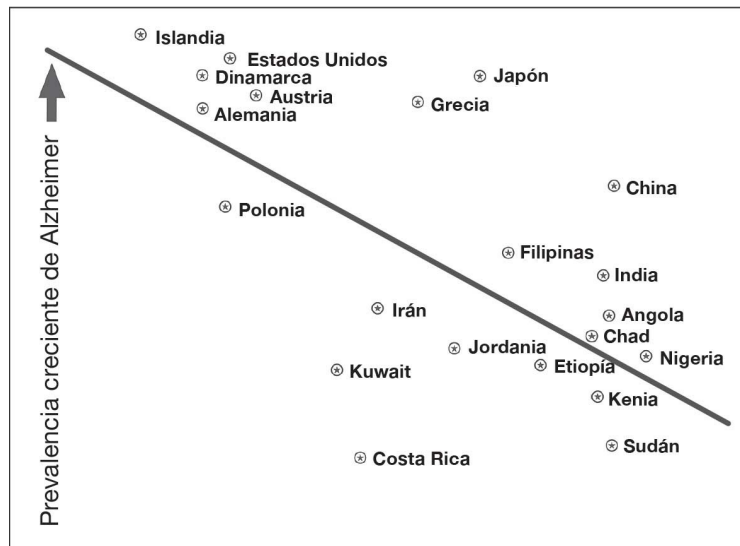 Islandia
Estados Unidos
Dinamarca
Japón
Austria
Grecia
Alemania
China
Polonia
Filipinas
India
Irán
Angola
Chad
Jordania
Nigeria
Kuwait
Etiopía
Kenia
Sudán
Costa Rica
Prevalencia creciente de Alzheimer